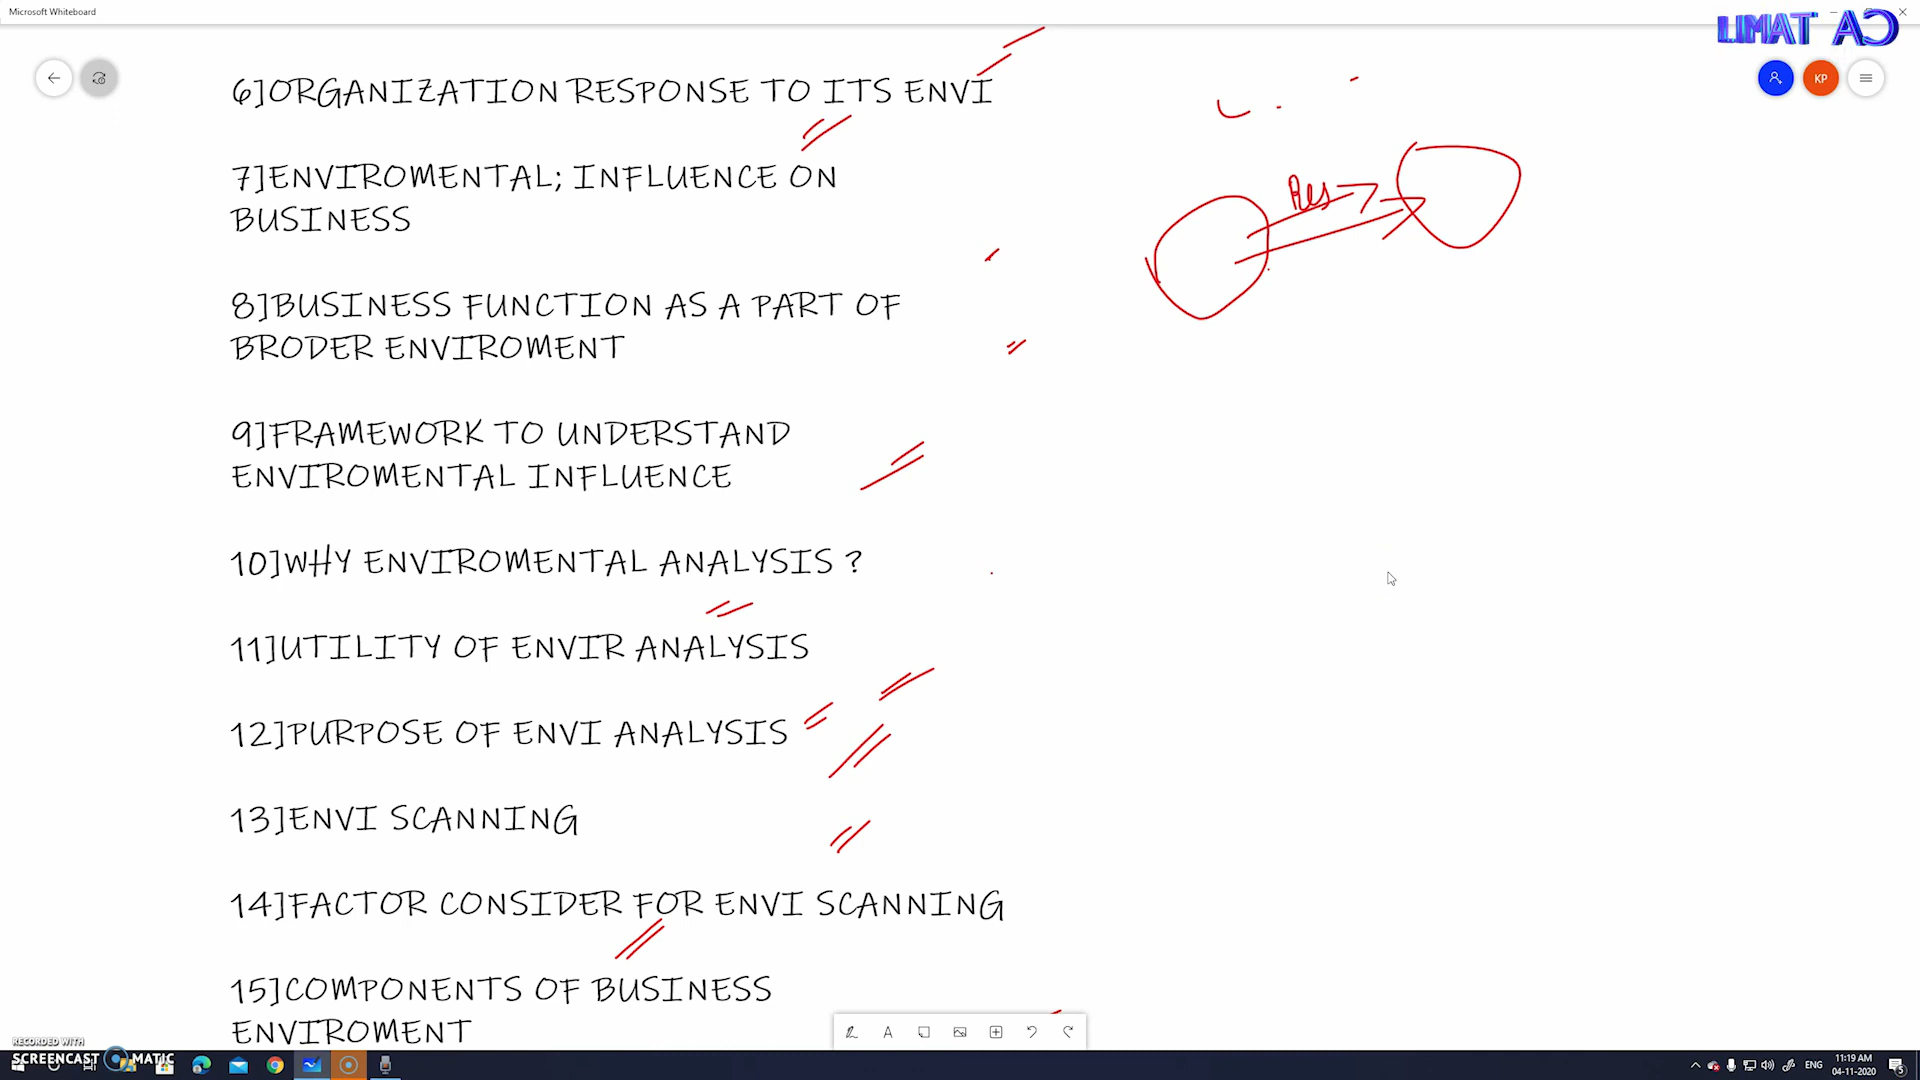 Microsoft Whiteboard
LIMAT AC
KP
6]ORGANIZATION RESPONSE TO ITS ENVI
Res
7]ENVIROMENTAL; INFLUENCE ON
BUSINESS
8]BUSINESS FUNCTION AS A PART OF
BRODER ENVIROMENT
9]FRAMEWORK TO UNDERSTAND
ENVIROMENTAL INFLUENCE
10]WHY ENVIROMENTAL ANALYSIS ?
11]UTILITY OF ENVIR ANALYSIS
12]PURPOSE OF ENVI ANALYSIS
13]ENVI SCANNING
14]FACTOR CONSIDER FOR ENVI SCANNING
15]COMPONENTS OF BUSINESS
ENVIROMENT
A
RECORDED WITH
SCREENCAST MATIC
ENG
11:19 AM
04-11-2020
5